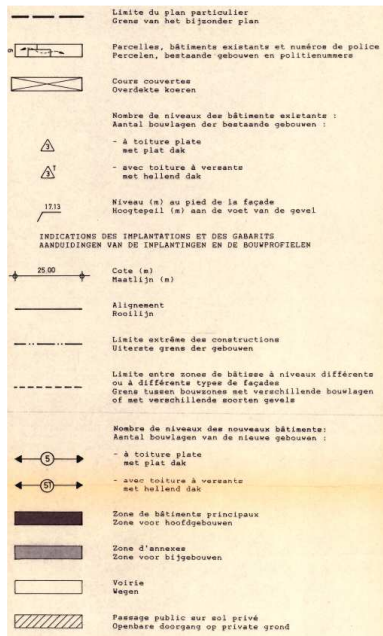 Limite du plan particulier
Grens van het bijzonder plan
Parcelles, bâtiments existants et numéros de police
Percelen, bestaande gebouwen en politienummers
Cours couvertes
Overdekte koeren
Nombre de niveaux des bâtiments existants :
Aantal bouwlagen der bestaande gebouwen :
3
- à toiture plate
met plat dak
3T
- avec toiture à versants
met hellend dak
17.13
Niveau (m) au pied de la façade
Hoogtepeil (m) aan de voet van de gevel
INDICATIONS DES IMPLANTATIONS ET DES GABARITS
AANDUIDINGEN VAN DE INPLANTINGEN EN DE BOUWPROFIELEN
25.00
Cote (m)
Maatlijn (m)
Alignement
Rooilijn
Limite extrême des constructions
Uiterste grens der gebouwen
Limite entre zones de bâtisse à niveaux différents
ou à différents types de façades
Grens tussen bouwzones met verschillende bouwlagen
of met verschillende soorten gevels
Nombre de niveaux des nouveaux bâtiments:
Aantal bouwlagen van de nieuwe gebouwen :
5
- à toiture plate
met plat dak
5T
- avec toiture à versants
met hellend dak
Zone de bâtiments principaux
Zone voor hoofdgebouwen
Zone d'annexes
Zone voor bijgebouwen
Voirie
Wegen
Passage public sur sol privé
Openbare doorgang op private grond